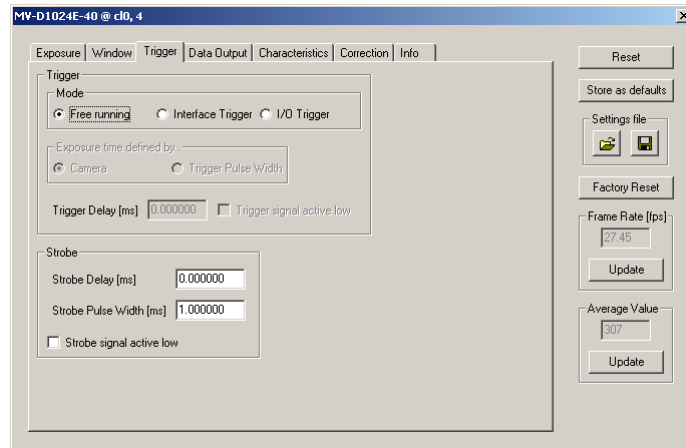 MV-D1024E-40 @ cl0, 4
Exposure Window Trigger Data Output Characteristics Correction Info
Trigger
Mode
Free running Interface Trigger I/O Trigger
Exposure time defined by..
Camera Trigger Pulse Width
Trigger Delay [ms] 0.000000 Trigger signal active low
Strobe
Strobe Delay [ms] 0.000000
Strobe Pulse Width [ms] 1.000000
Strobe signal active low
Reset
Store as defaults
Settings file
Factory Reset
Frame Rate [fps]
27.45
Update
Average Value
307
Update